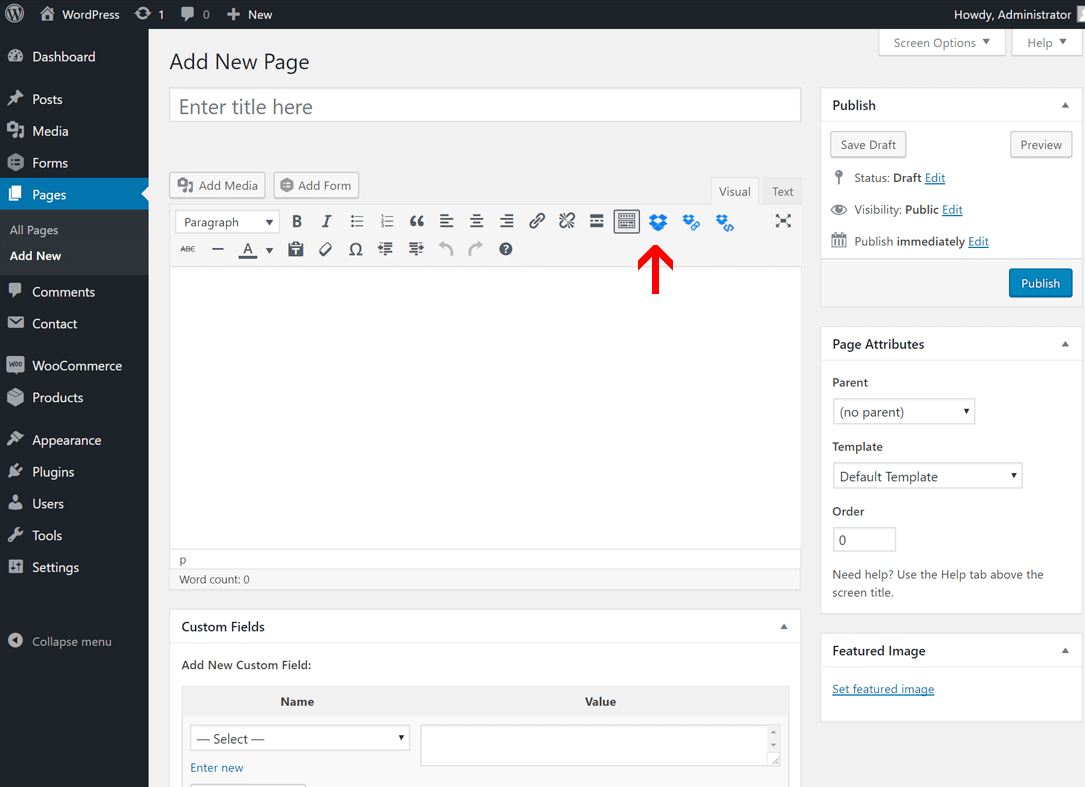 WordPress 1 0 New Howdy, Administrator
Screen Options Help
Dashboard
Posts
Media
Forms
Pages
All Pages
Add New
Comments
Contact
WooCommerce
Products
Appearance
Plugins
Users
Tools
Settings
Collapse menu
Add New Page
Enter title here
Add Media Add Form
Visual Text
Paragraph B I
ABC A Ω ?
p
Word count: 0
Custom Fields
Add New Custom Field:
Name Value
— Select —
Enter new
Publish
Save Draft Preview
Status: Draft Edit
Visibility: Public Edit
Publish immediately Edit
Publish
Page Attributes
Parent
(no parent)
Template
Default Template
Order
0
Need help? Use the Help tab above the
screen title.
Featured Image
Set featured image